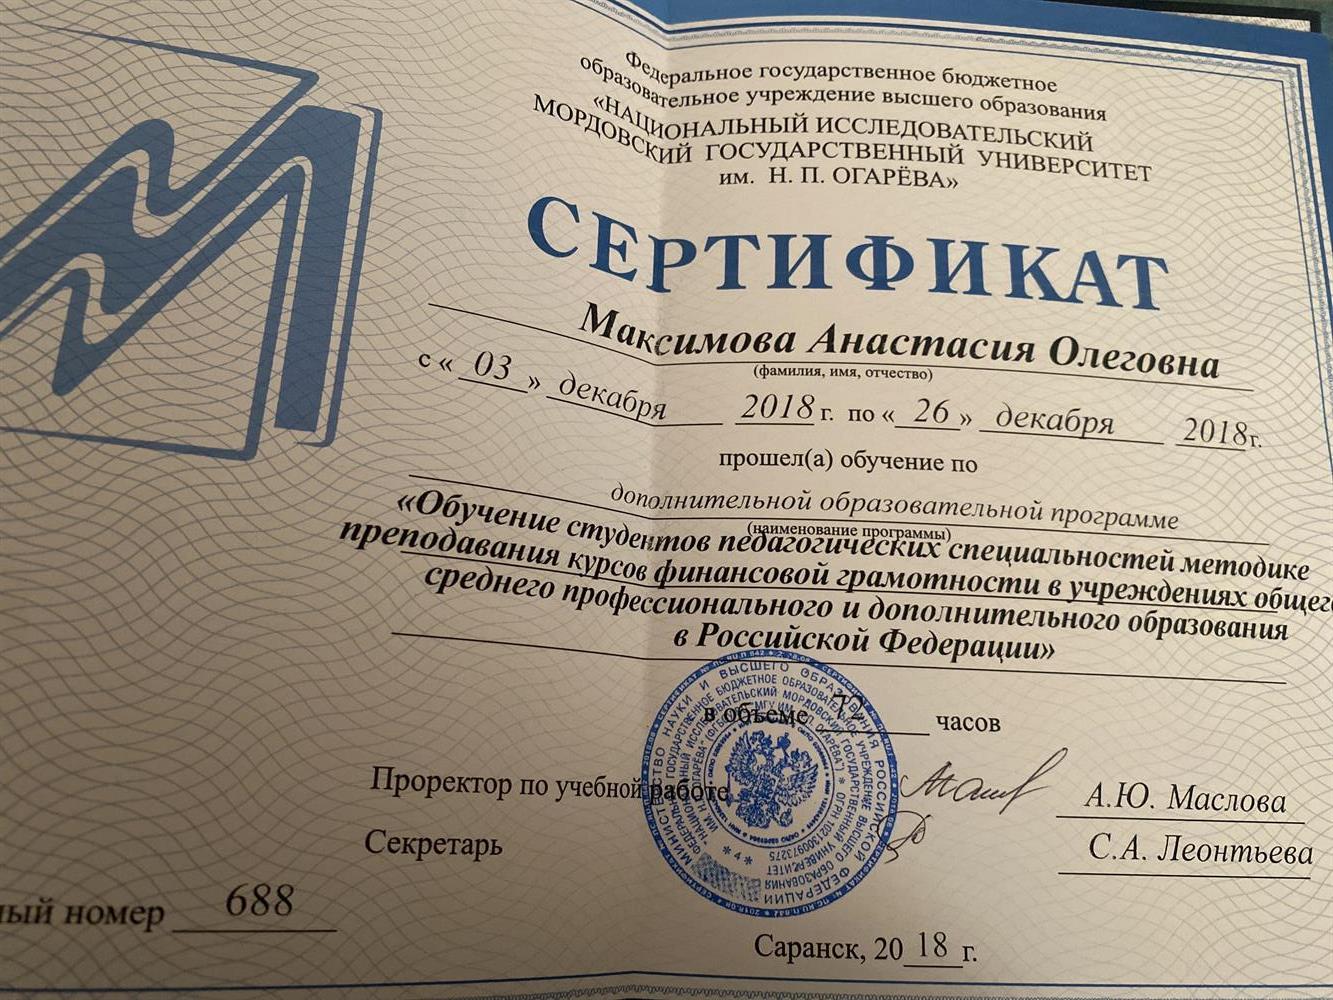 Федеральное государственное бюджетное
образовательное учреждение высшего образования
«НАЦИОНАЛЬНЫЙ ИССЛЕДОВАТЕЛЬСКИЙ
МОРДОВСКИЙ ГОСУДАРСТВЕННЫЙ УНИВЕРСИТЕТ
им. Н. П. ОГАРЁВА»
СЕРТИФИКАТ
Максимова Анастасия Олеговна
(фамилия, имя, отчество)
с « 03 » декабря 2018 г. по « 26 » декабря 2018г.
прошел(а) обучение по
дополнительной образовательной программе
(наименование программы)
«Обучение студентов педагогических специальностей методике
преподавания курсов финансовой грамотности в учреждениях общего
среднего профессионального и дополнительного образования
в Российской Федерации»
в объеме 72 часов
Проректор по учебной работе А.Ю. Маслова
Секретарь С.А. Леонтьева
ный номер 688
Саранск, 20 18 г.